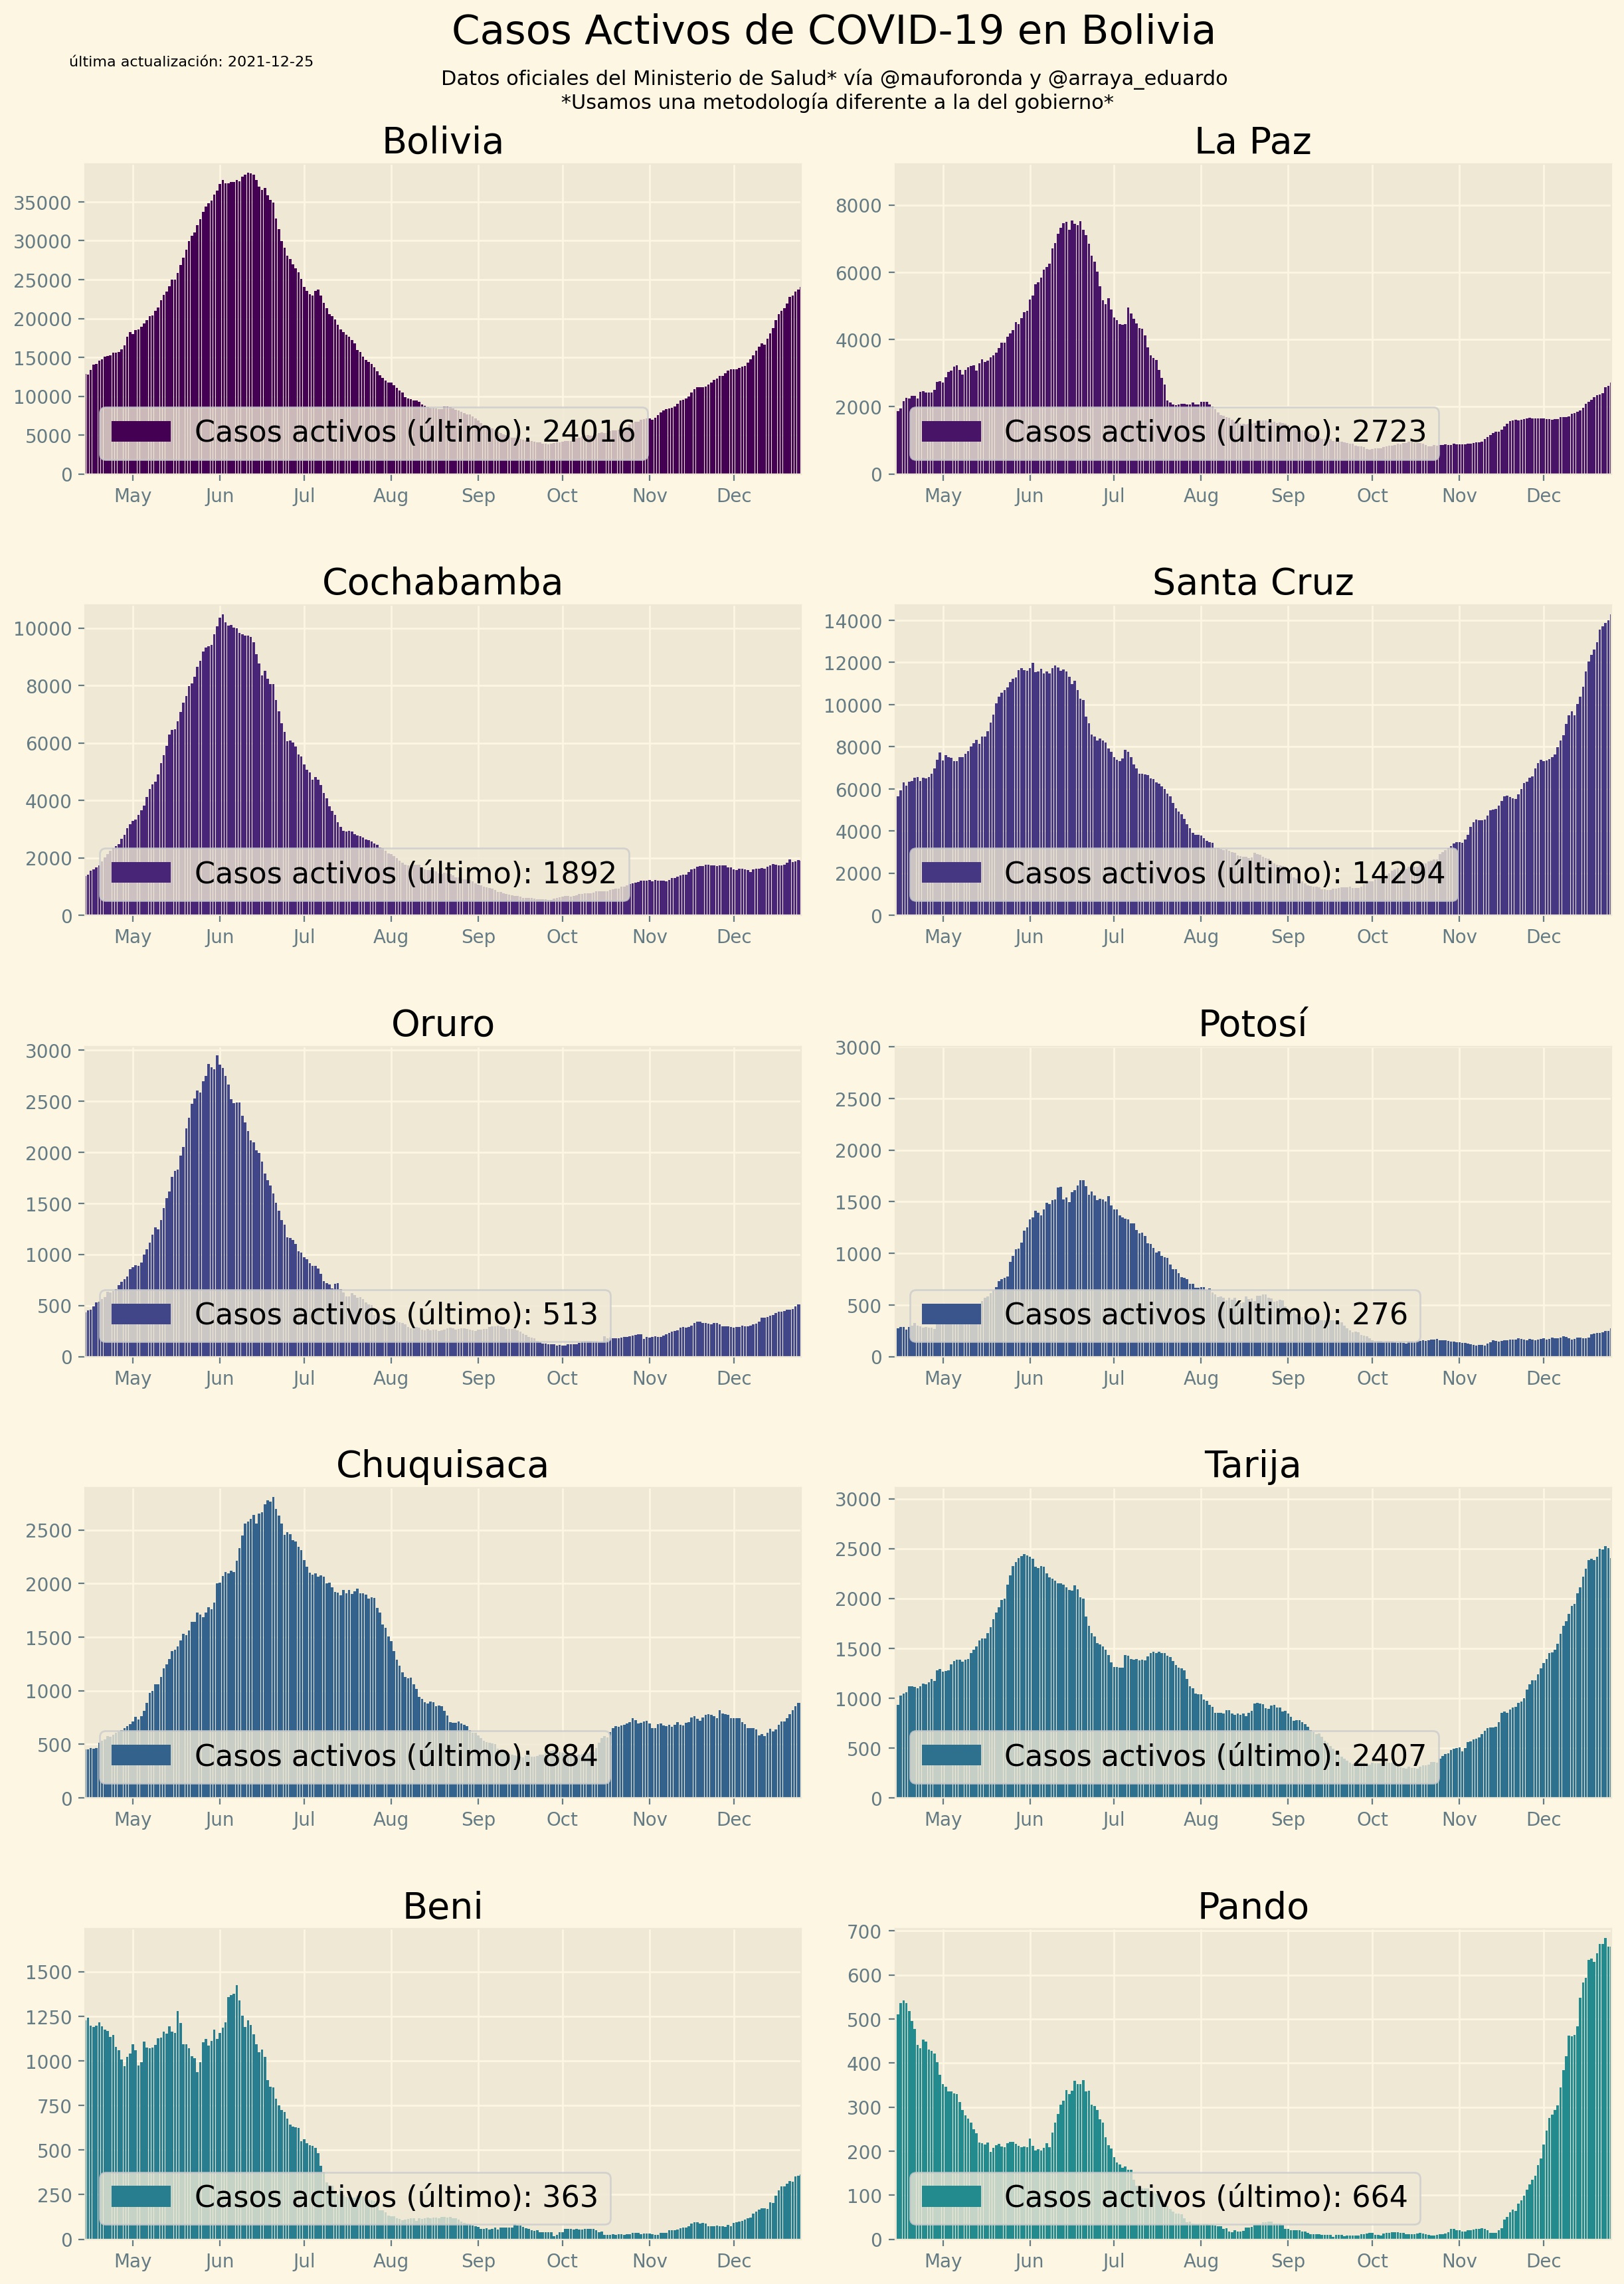 Casos Activos de COVID-19 en Bolivia
última actualización: 2021-12-25
Datos oficiales del Ministerio de Salud* vía @mauforonda y @arraya_eduardo
*Usamos una metodología diferente a la del gobierno*
Bolivia
35000
30000
25000
20000
15000
10000
5000
0
Casos activos (último): 24016
May Jun Jul Aug Sep Oct Nov Dec
La Paz
8000
6000
4000
2000
0
Casos activos (último): 2723
May Jun Jul Aug Sep Oct Nov Dec
Cochabamba
10000
8000
6000
4000
2000
0
Casos activos (último): 1892
May Jun Jul Aug Sep Oct Nov Dec
Santa Cruz
14000
12000
10000
8000
6000
4000
2000
0
Casos activos (último): 14294
May Jun Jul Aug Sep Oct Nov Dec
Oruro
3000
2500
2000
1500
1000
500
0
Casos activos (último): 513
May Jun Jul Aug Sep Oct Nov Dec
Potosí
3000
2500
2000
1500
1000
500
0
Casos activos (último): 276
May Jun Jul Aug Sep Oct Nov Dec
Chuquisaca
2500
2000
1500
1000
500
0
Casos activos (último): 884
May Jun Jul Aug Sep Oct Nov Dec
Tarija
3000
2500
2000
1500
1000
500
0
Casos activos (último): 2407
May Jun Jul Aug Sep Oct Nov Dec
Beni
1500
1250
1000
750
500
250
0
Casos activos (último): 363
May Jun Jul Aug Sep Oct Nov Dec
Pando
700
600
500
400
300
200
100
0
Casos activos (último): 664
May Jun Jul Aug Sep Oct Nov Dec